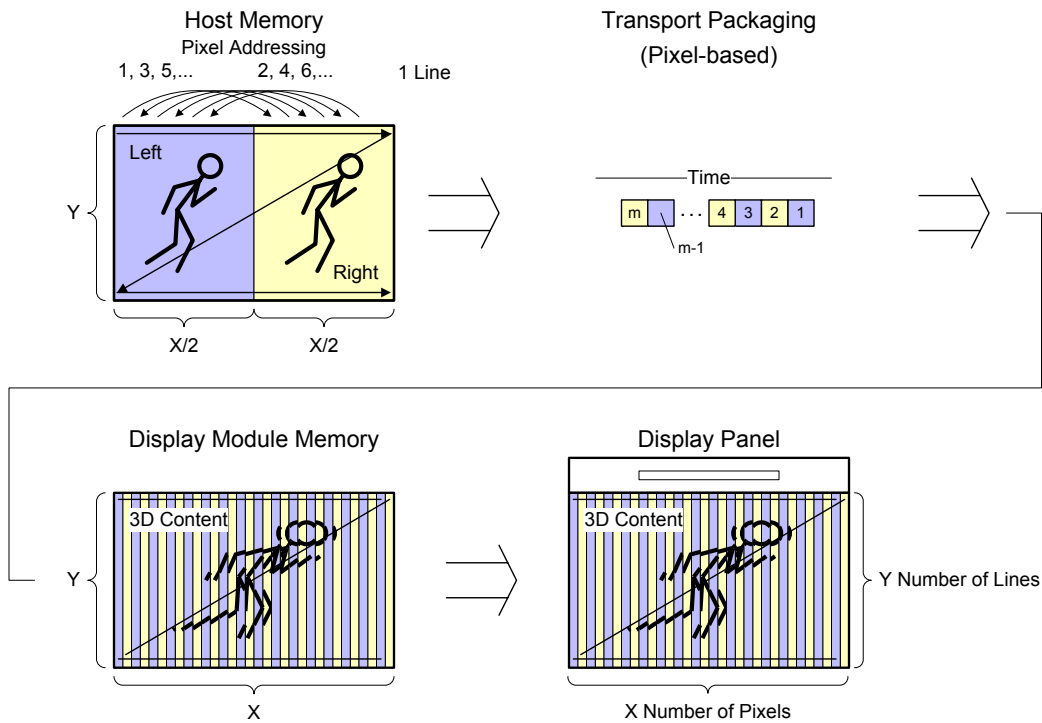 Host Memory
Pixel Addressing
1, 3, 5,...
2, 4, 6,...
1 Line
Left
Right
Y
X/2
X/2
Transport Packaging
(Pixel-based)
Time
m
. . .
4
3
2
1
m-1
Display Module Memory
3D Content
Y
X
Display Panel
3D Content
Y Number of Lines
X Number of Pixels